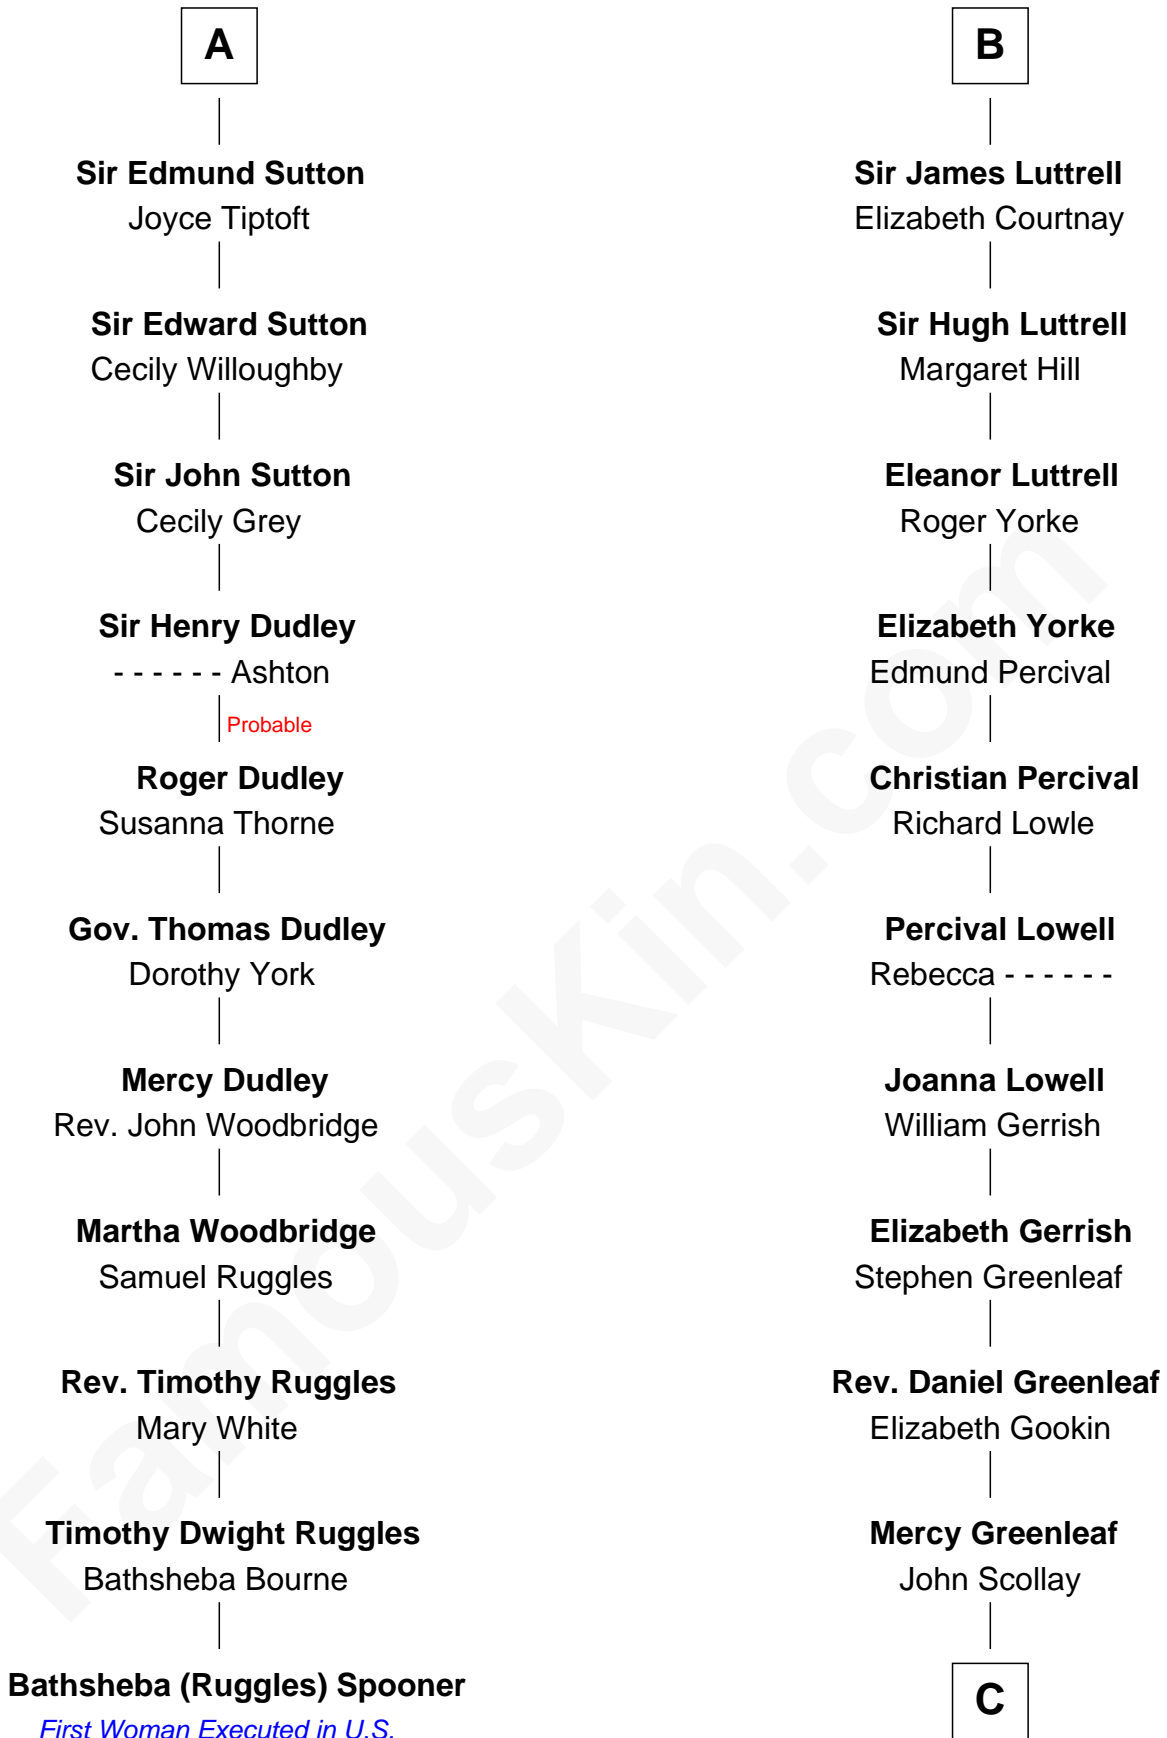 A
Sir Edmund Sutton
Joyce Tiptoft
Sir Edward Sutton
Cecily Willoughby
Sir John Sutton
Cecily Grey
Sir Henry Dudley
- - - - - - Ashton
Probable
Roger Dudley
Susanna Thorne
Gov. Thomas Dudley
Dorothy York
Mercy Dudley
Rev. John Woodbridge
Martha Woodbridge
Samuel Ruggles
Rev. Timothy Ruggles
Mary White
Timothy Dwight Ruggles
Bathsheba Bourne
Bathsheba (Ruggles) Spooner
First Woman Executed in U.S.
B
Sir James Luttrell
Elizabeth Courtnay
Sir Hugh Luttrell
Margaret Hill
Eleanor Luttrell
Roger Yorke
Elizabeth Yorke
Edmund Percival
Christian Percival
Richard Lowle
Percival Lowell
Rebecca - - - - - -
Joanna Lowell
William Gerrish
Elizabeth Gerrish
Stephen Greenleaf
Rev. Daniel Greenleaf
Elizabeth Gookin
Mercy Greenleaf
John Scollay
C
FamousKin.com